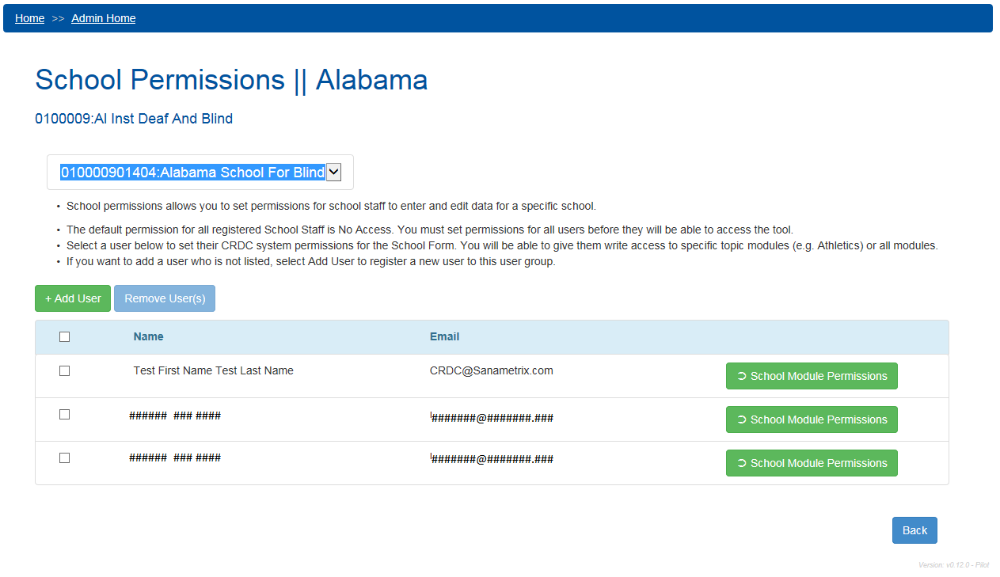 Home >> Admin Home
School Permissions || Alabama
0100009:Al Inst Deaf And Blind
010000901404:Alabama School For Blind
• School permissions allows you to set permissions for school staff to enter and edit data for a specific school.
• The default permission for all registered School Staff is No Access. You must set permissions for all users before they will be able to access the tool.
• Select a user below to set their CRDC system permissions for the School Form. You will be able to give them write access to specific topic modules (e.g. Athletics) or all modules.
• If you want to add a user who is not listed, select Add User to register a new user to this user group.
+ Add User Remove User(s)
Name Email
Test First Name Test Last Name CRDC@Sanametrix.com School Module Permissions
###### ### #### #######@#######.### School Module Permissions
###### ### #### #######@#######.### School Module Permissions
Back
Version: v0.12.0 - Pilot